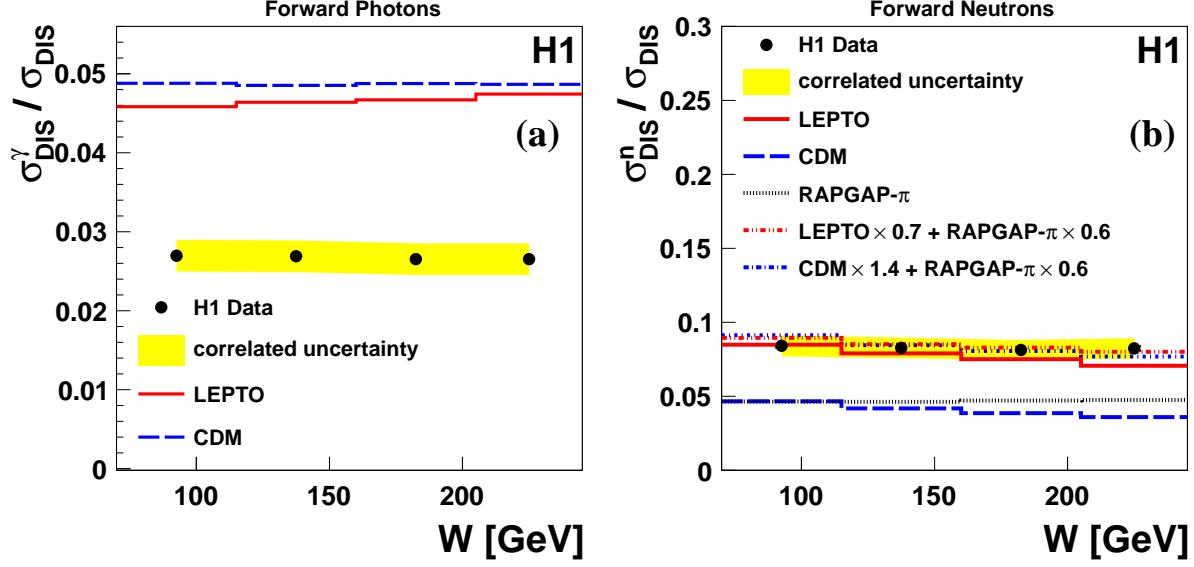 Forward Photons
H1
(a)
σ^γ_DIS / σ_DIS
0.05
0.04
0.03
0.02
0.01
0
H1 Data
correlated uncertainty
LEPTO
CDM
100
150
200
W [GeV]
Forward Neutrons
H1
(b)
σ^n_DIS / σ_DIS
0.3
0.25
0.2
0.15
0.1
0.05
0
H1 Data
correlated uncertainty
LEPTO
CDM
RAPGAP-π
LEPTO × 0.7 + RAPGAP-π × 0.6
CDM × 1.4 + RAPGAP-π × 0.6
100
150
200
W [GeV]